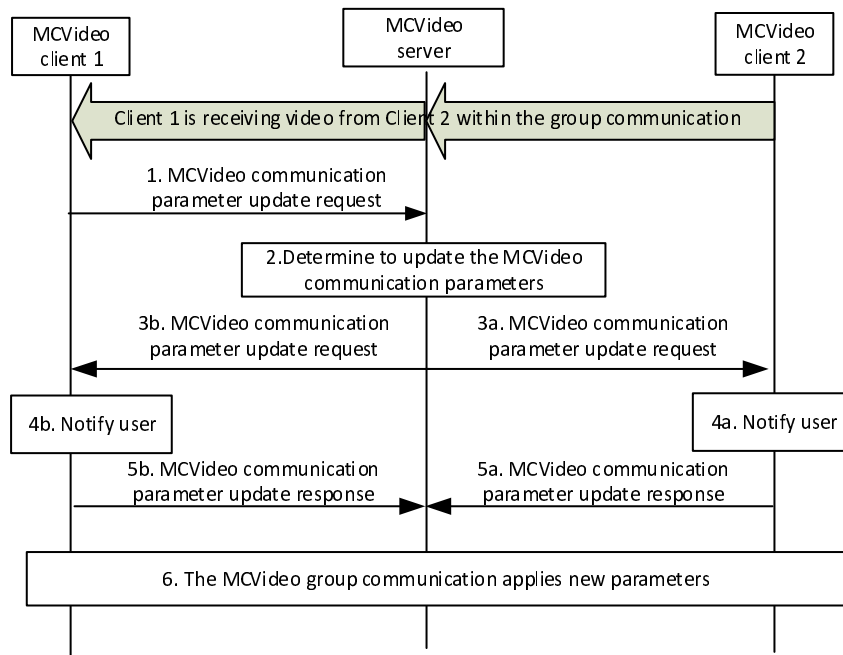 MCVideo
client 1
MCVideo
server
MCVideo
client 2
Client 1 is receiving video from Client 2 within the group communication
1. MCVideo communication
parameter update request
2.Determine to update the MCVideo
communication parameters
3b. MCVideo communication
parameter update request
3a. MCVideo communication
parameter update request
4b. Notify user
4a. Notify user
5b. MCVideo communication
parameter update response
5a. MCVideo communication
parameter update response
6. The MCVideo group communication applies new parameters